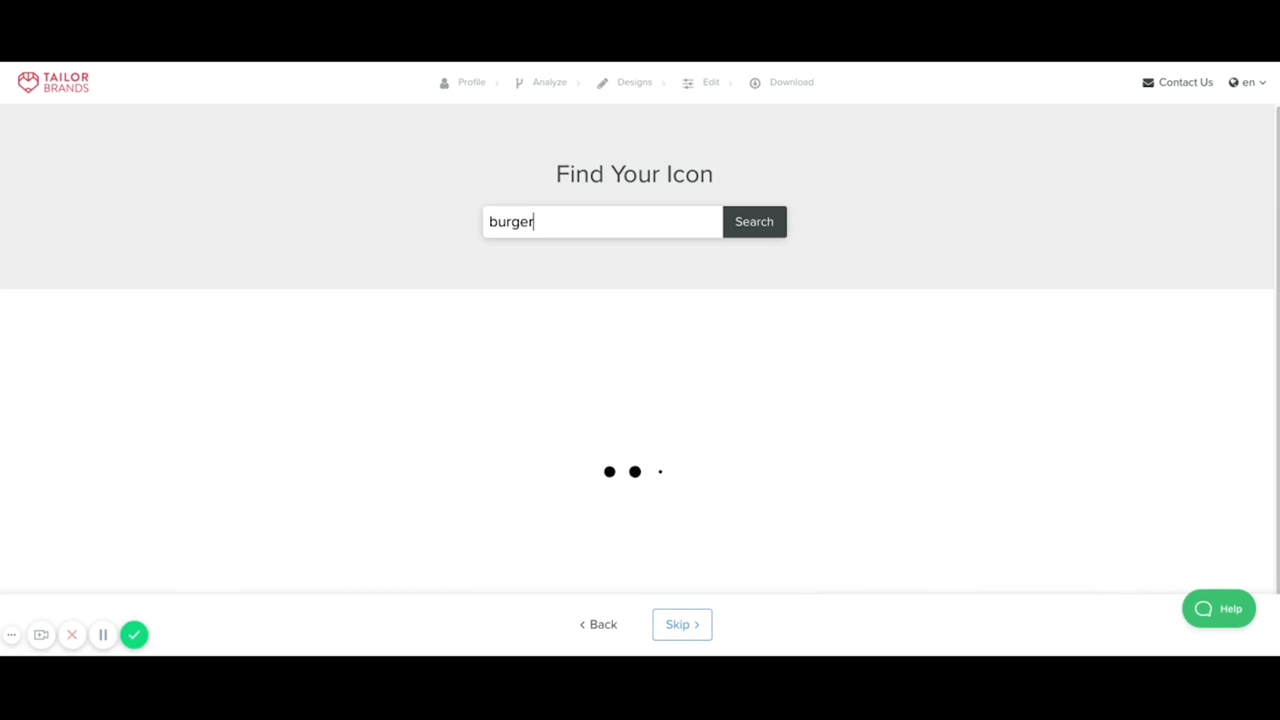 TAILOR
BRANDS
Profile
Analyze
Designs
Edit
Download
Contact Us
en
Find Your Icon
burger
Search
Back
Skip
Help